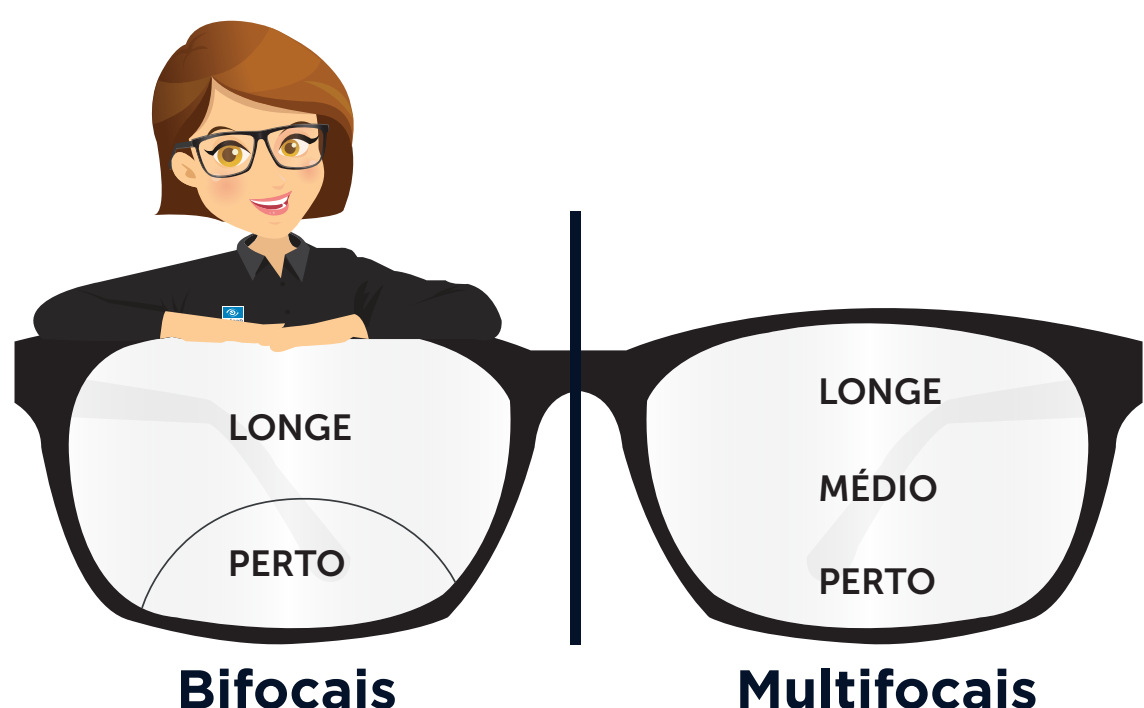 LONGE
PERTO
Bifocais
LONGE
MÉDIO
PERTO
Multifocais